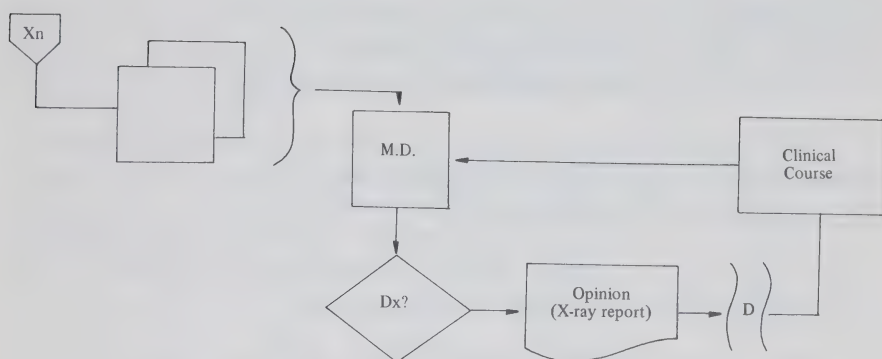 Xn
M.D.
Clinical
Course
Dx?
Opinion
(X-ray report)
D